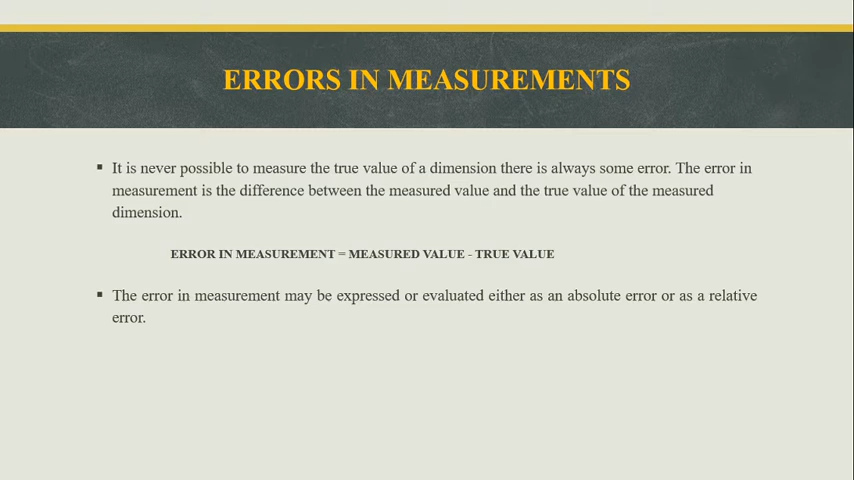 ERRORS IN MEASUREMENTS
▪ It is never possible to measure the true value of a dimension there is always some error. The error in
measurement is the difference between the measured value and the true value of the measured
dimension.
ERROR IN MEASUREMENT = MEASURED VALUE - TRUE VALUE
▪ The error in measurement may be expressed or evaluated either as an absolute error or as a relative
error.